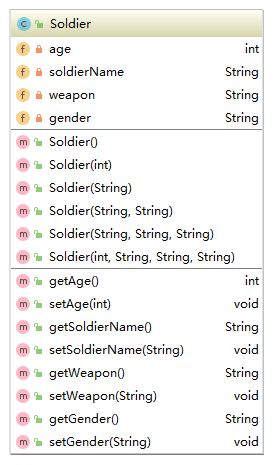 C Soldier
f age int
f soldierName String
f weapon String
f gender String
m Soldier()
m Soldier(int)
m Soldier(String)
m Soldier(String, String)
m Soldier(String, String, String)
m Soldier(int, String, String, String)
m getAge() int
m setAge(int) void
m getSoldierName() String
m setSoldierName(String) void
m getWeapon() String
m setWeapon(String) void
m getGender() String
m setGender(String) void